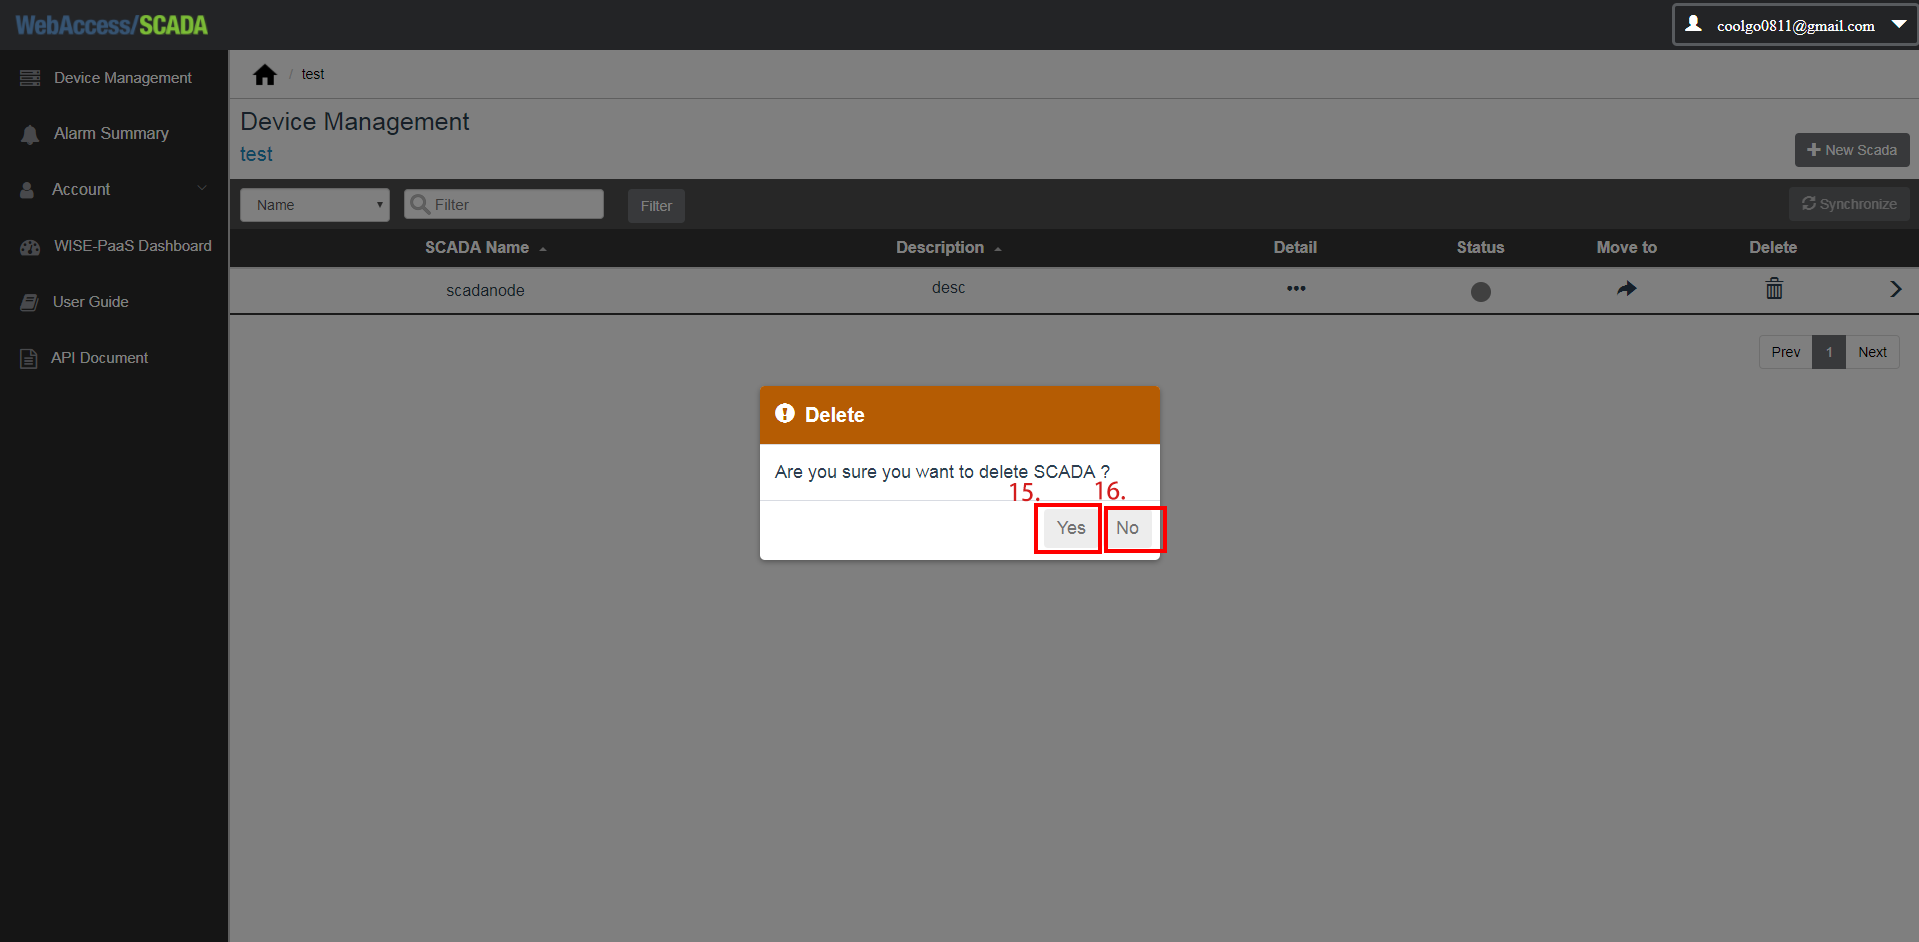 WebAccess/SCADA
coolgo0811@gmail.com
Device Management
Alarm Summary
Account
WISE-PaaS Dashboard
User Guide
API Document
/ test
Device Management
test
New Scada
Name
Filter
Filter
Synchronize
SCADA Name
Description
Detail
Status
Move to
Delete
scadanode
desc
Prev
1
Next
Delete
Are you sure you want to delete SCADA ?
15.
16.
Yes
No